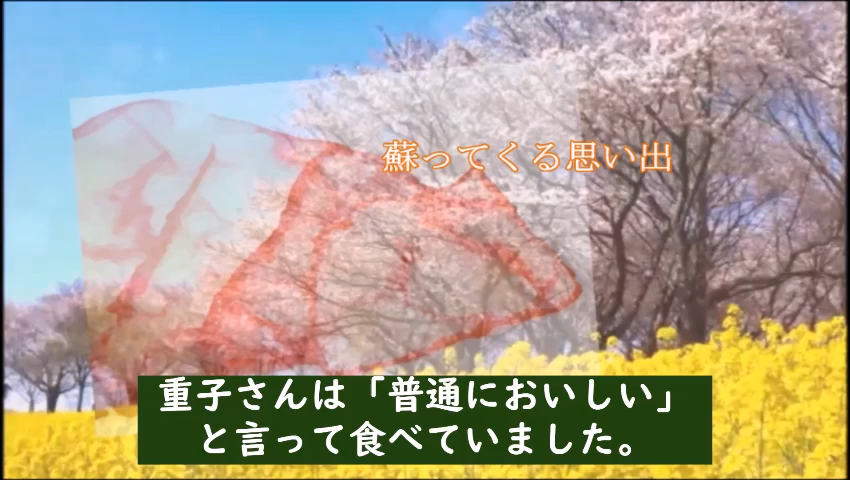 蘇ってくる思い出
重子さんは「普通においしい」
と言って食べていました。